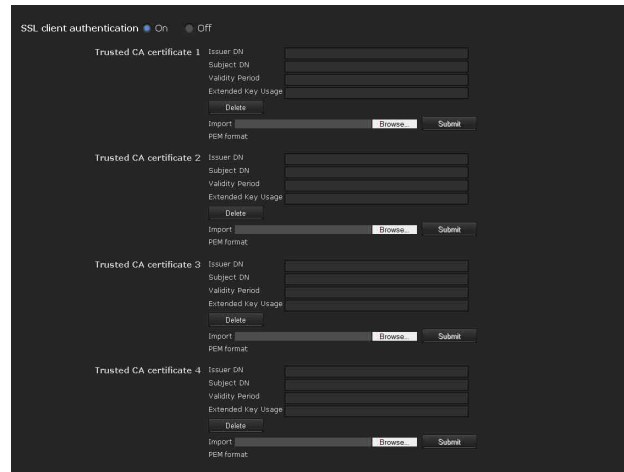 SSL client authentication On Off
Trusted CA certificate 1 Issuer DN
Subject DN
Validity Period
Extended Key Usage
Delete
Import Browse... Submit
PEM format
Trusted CA certificate 2 Issuer DN
Subject DN
Validity Period
Extended Key Usage
Delete
Import Browse... Submit
PEM format
Trusted CA certificate 3 Issuer DN
Subject DN
Validity Period
Extended Key Usage
Delete
Import Browse... Submit
PEM format
Trusted CA certificate 4 Issuer DN
Subject DN
Validity Period
Extended Key Usage
Delete
Import Browse... Submit
PEM format